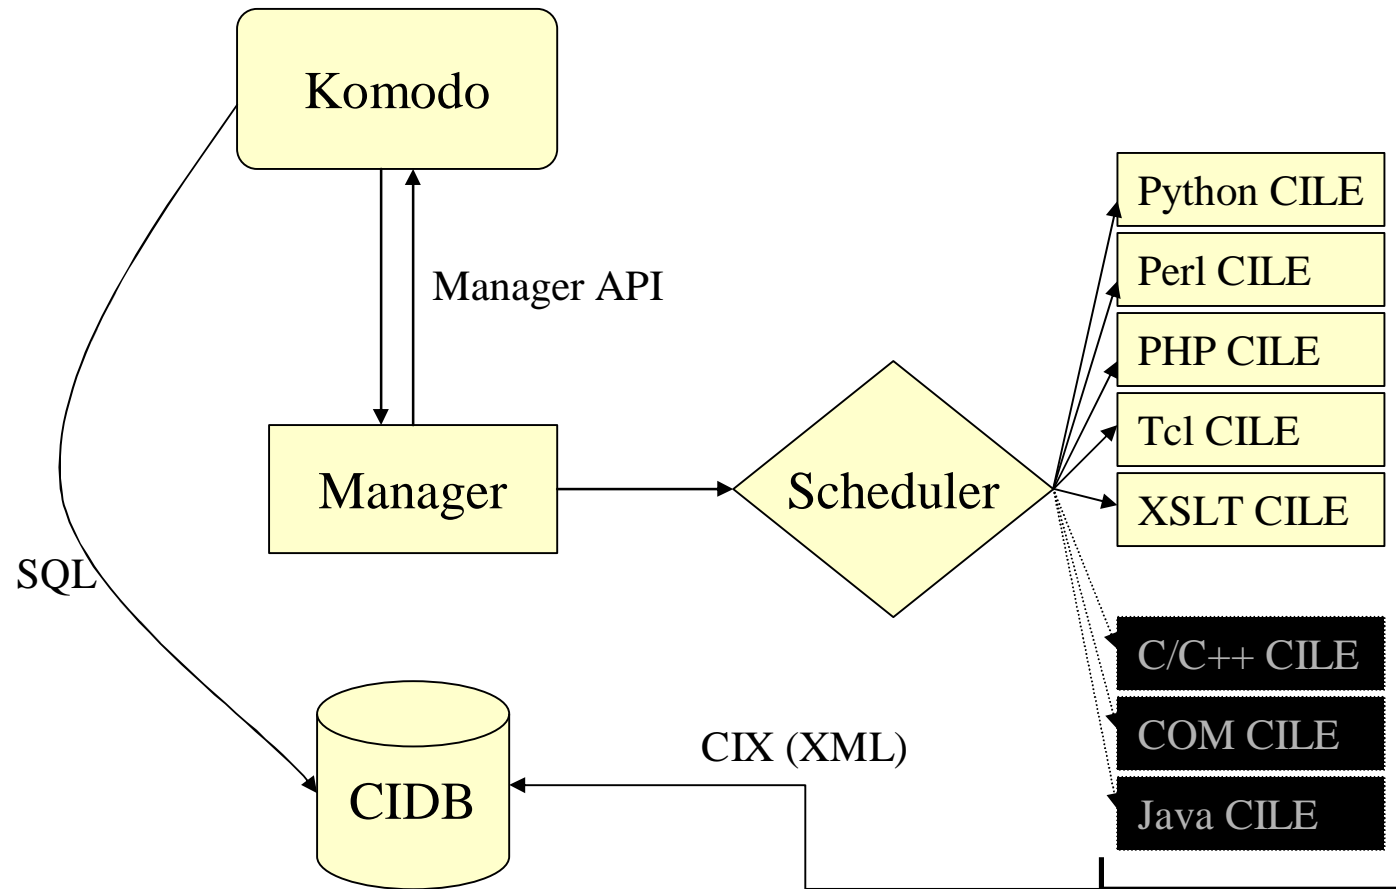 Komodo
Manager API
Manager
Scheduler
SQL
CIDB
CIX (XML)
Python CILE
Perl CILE
PHP CILE
Tcl CILE
XSLT CILE
C/C++ CILE
COM CILE
Java CILE